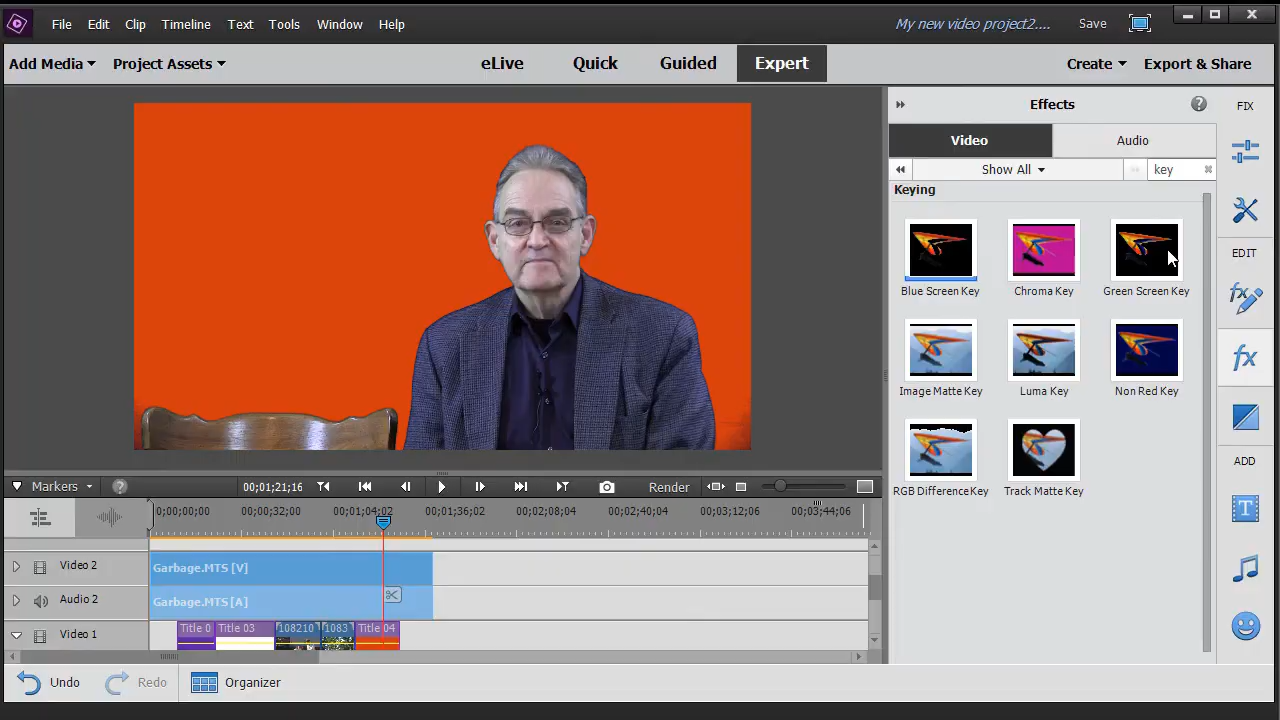 File Edit Clip Timeline Text Tools Window Help My new video project2.... Save
Add Media Project Assets eLive Quick Guided Expert Create Export & Share
Effects FIX
Video Audio
Show All key
Keying
Blue Screen Key Chroma Key Green Screen Key
EDIT
Image Matte Key Luma Key Non Red Key
RGB Difference Key Track Matte Key
ADD
Markers 00;01;21;16 Render
0;00;00;00 00;00;32;00 00;01;04;02 00;01;36;02 00;02;08;04 00;02;40;04 00;03;12;06 00;03;44;06
Video 2 Garbage.MTS [V]
Audio 2 Garbage.MTS [A]
Video 1 Title 0 Title 03 108210 1083 Title 04
Undo Redo Organizer